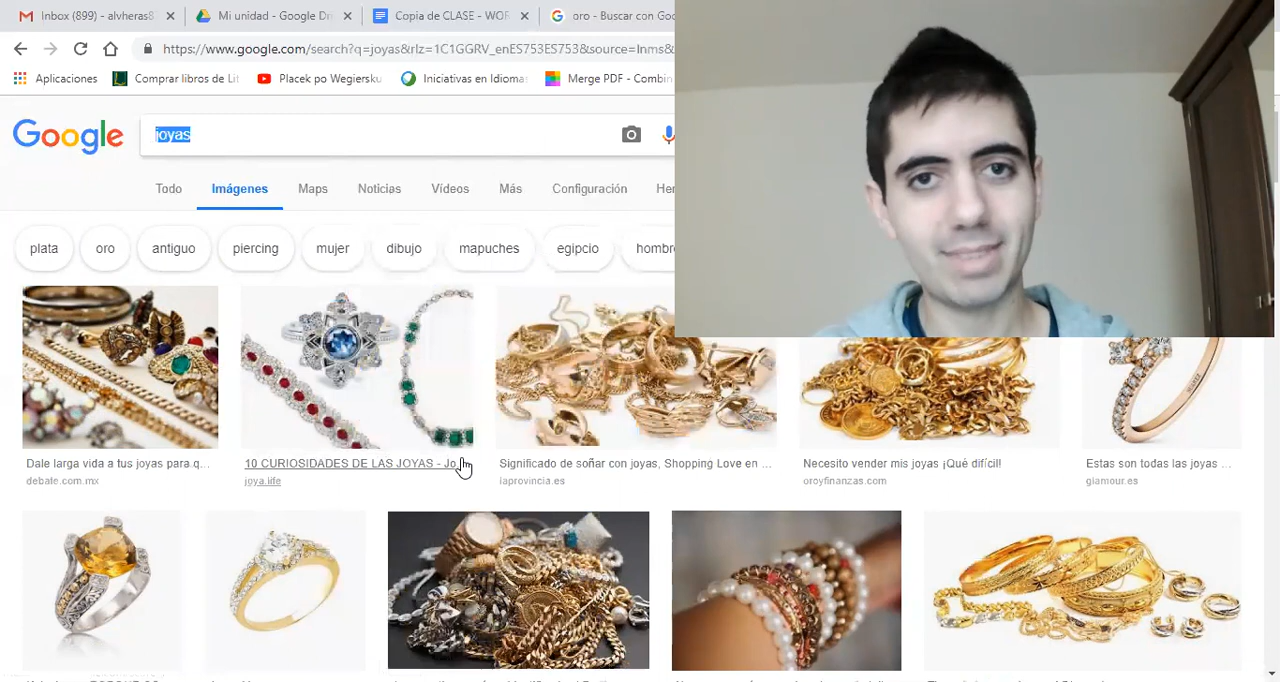 Inbox (899) - alvheras8
Mi unidad - Google Dri
Copia de CLASE - WOR
oro - Buscar con Goo
https://www.google.com/search?q=joyas&rlz=1C1GGRV_enES753ES753&source=lnms&
Aplicaciones
Comprar libros de Lit
Placek po Wegiersku
Iniciativas en Idiomas
Merge PDF - Combin
Google
joyas
Todo
Imágenes
Maps
Noticias
Vídeos
Más
Configuración
Her
plata
oro
antiguo
piercing
mujer
dibujo
mapuches
egipcio
hombre
Dale larga vida a tus joyas para q...
debate.com.mx
10 CURIOSIDADES DE LAS JOYAS - Jo
joya.life
Significado de soñar con joyas, Shopping Love en ...
laprovincia.es
Necesito vender mis joyas ¡Qué difícil!
oroyfinanzas.com
Estas son todas las joyas ...
glamour.es